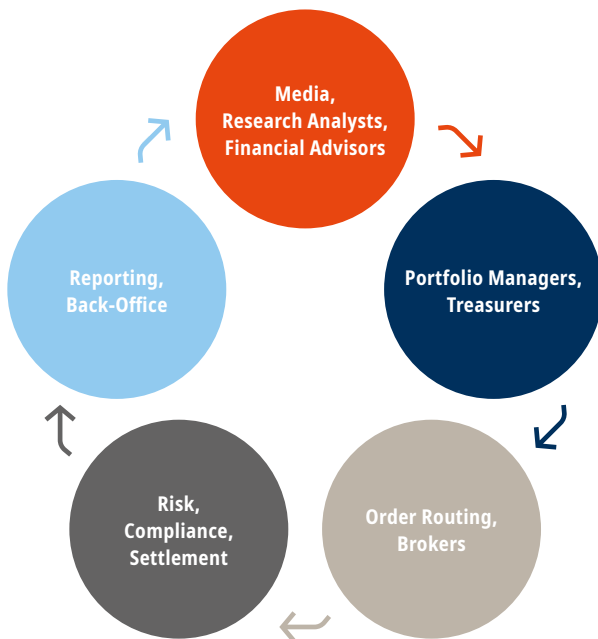 Media,
Research Analysts,
Financial Advisors
Portfolio Managers,
Treasurers
Order Routing,
Brokers
Risk,
Compliance,
Settlement
Reporting,
Back-Office